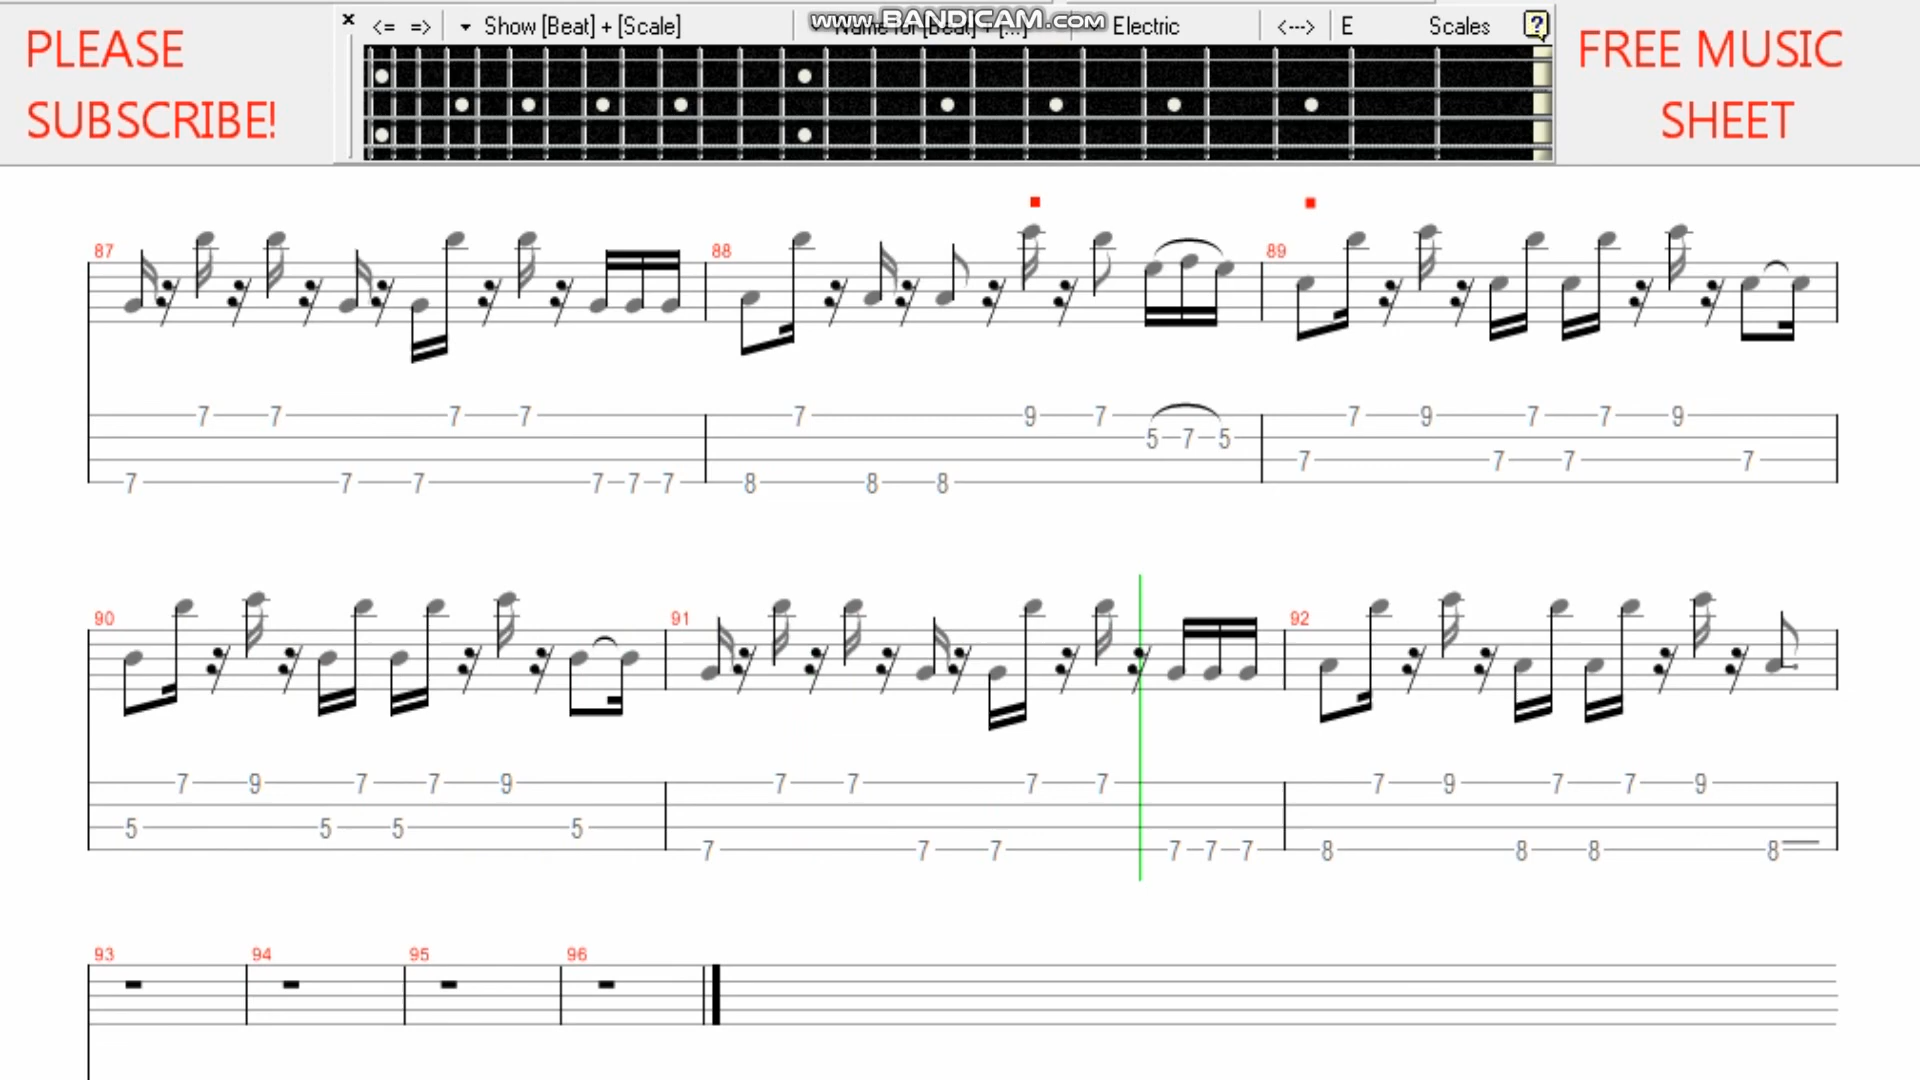 PLEASE
SUBSCRIBE!
x <= => Show [Beat] + [Scale] Name for [Beat] + [...] Electric <---> E Scales ?
www.BANDICAM.com
FREE MUSIC
SHEET
87 88 89
7 7 7 7 7 9 7 7 9 7 7 9
5 7 5
7 7 7 7
7 7 7 7 7 7 8 8 8
90 91 92
7 9 7 7 9 7 7 7 7 7 9 7 7 9
5 5 5 5
7 7 7 7 7 7 8 8 8 8
93 94 95 96